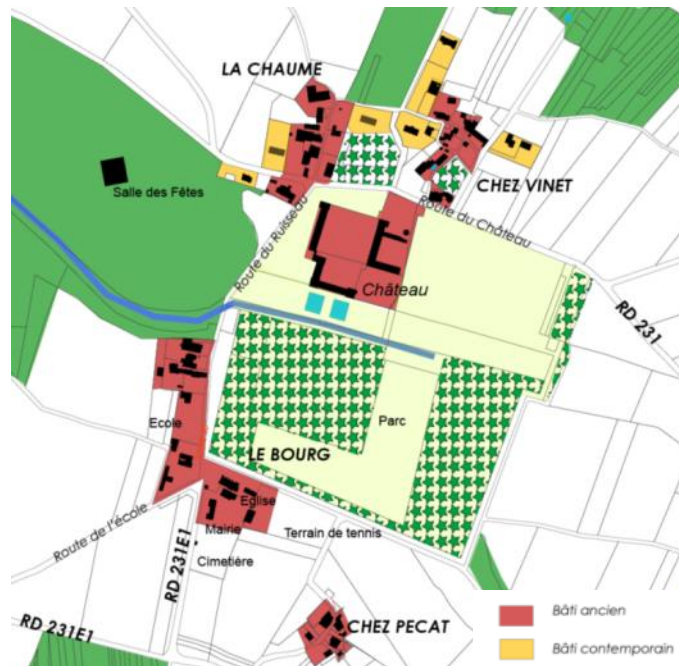 LA CHAUME
Salle des Fêtes
CHEZ VINET
Route du Château
Route du Ruisseau
Château
RD 231
Ecole
Parc
LE BOURG
Eglise
Mairie
Terrain de tennis
Route de l'école
RD 231E1
Cimetière
RD 231E1
CHEZ PECAT
Bâti ancien
Bâti contemporain